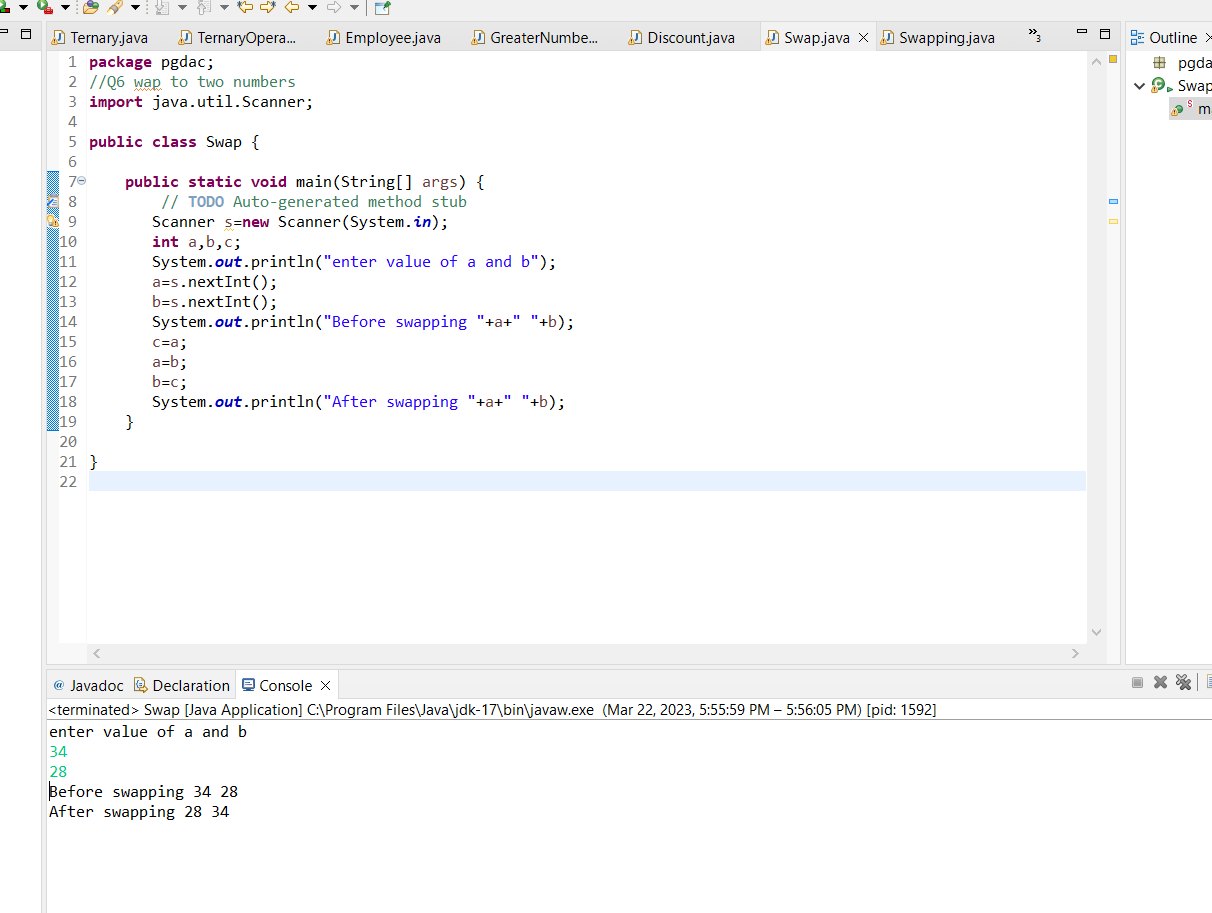 Ternary.java TernaryOpera... Employee.java GreaterNumbe... Discount.java Swap.java Swapping.java »3 Outline
1 package pgdac;
2 //Q6 wap to two numbers
3 import java.util.Scanner;
4
5 public class Swap {
6
7 public static void main(String[] args) {
8 // TODO Auto-generated method stub
9 Scanner s=new Scanner(System.in);
10 int a,b,c;
11 System.out.println("enter value of a and b");
12 a=s.nextInt();
13 b=s.nextInt();
14 System.out.println("Before swapping "+a+" "+b);
15 c=a;
16 a=b;
17 b=c;
18 System.out.println("After swapping "+a+" "+b);
19 }
20
21 }
22
pgda
Swap
S m
@ Javadoc Declaration Console
<terminated> Swap [Java Application] C:\Program Files\Java\jdk-17\bin\javaw.exe (Mar 22, 2023, 5:55:59 PM – 5:56:05 PM) [pid: 1592]
enter value of a and b
34
28
Before swapping 34 28
After swapping 28 34